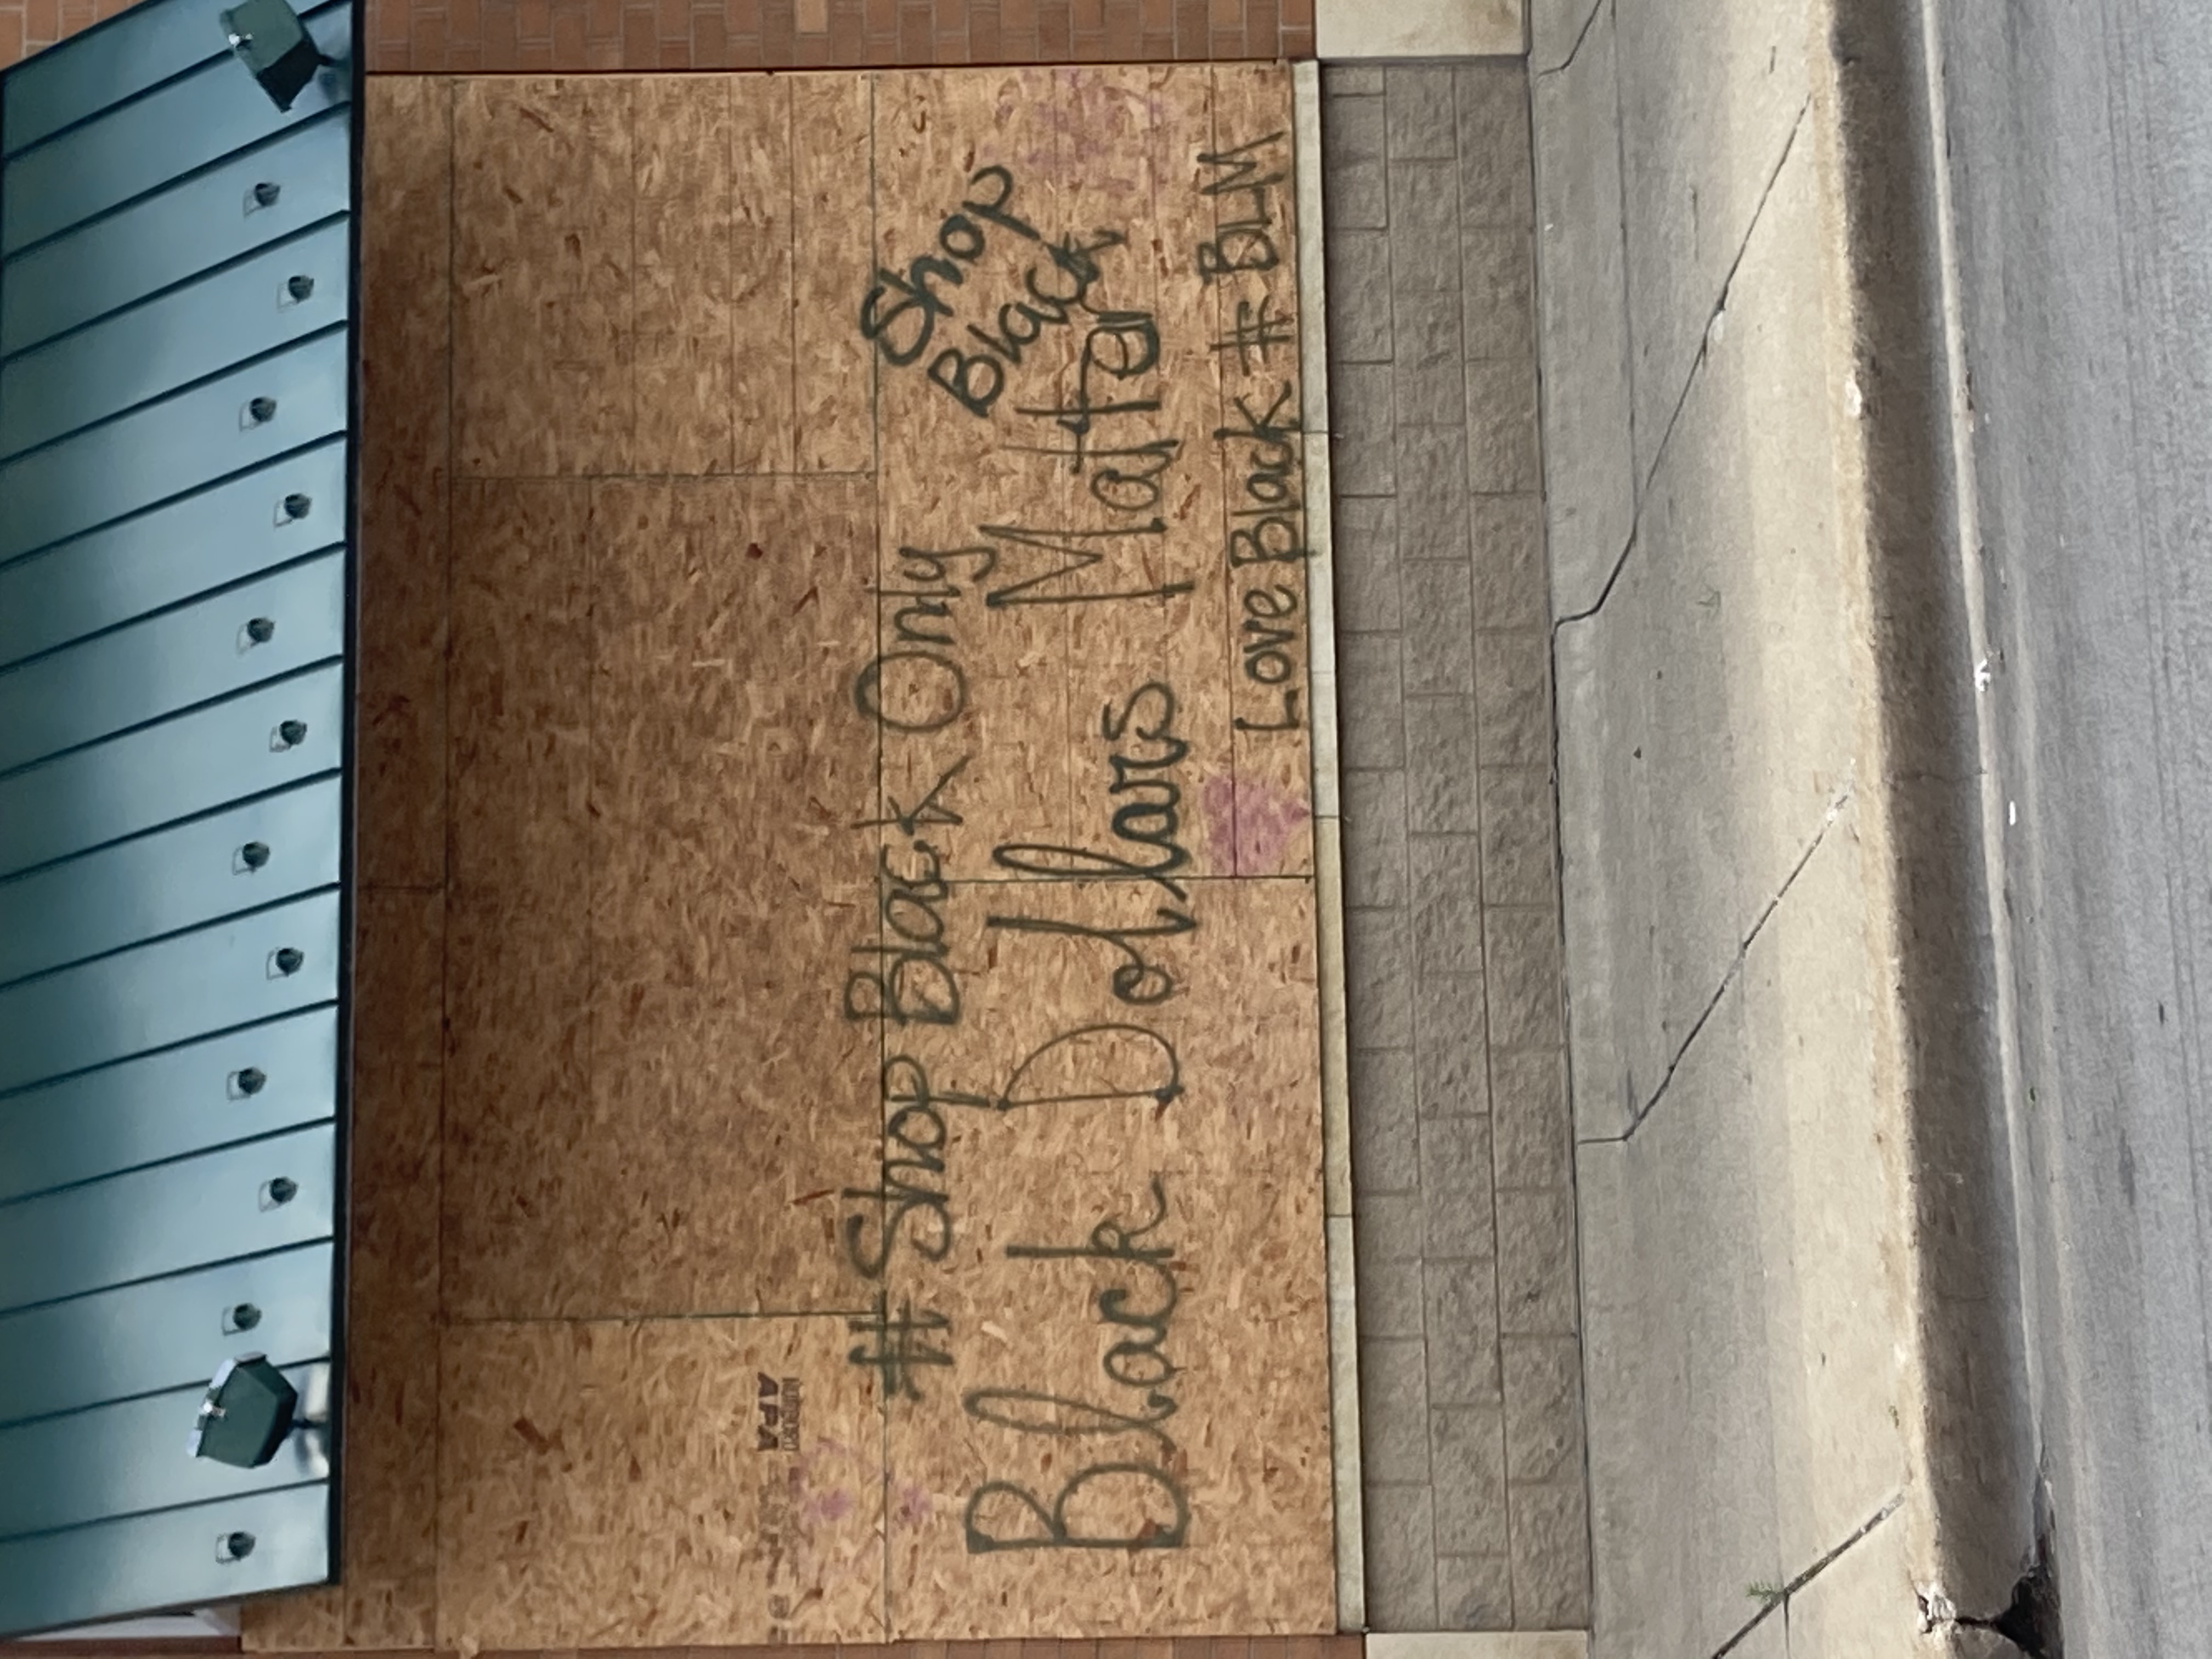 #Shop Black Only
Shop
Black
Black Dollars Matter
Love Black #BLM
APA